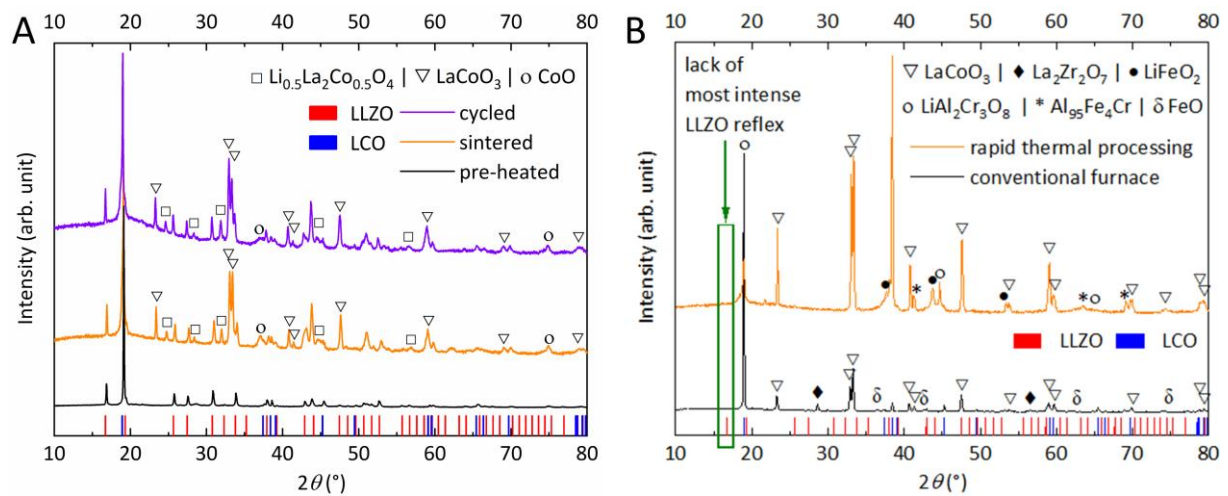 A
10 20 30 40 50 60 70 80
□ Li0.5La2Co0.5O4 | ▽ LaCoO3 | o CoO
LLZO
LCO
cycled
sintered
pre-heated
Intensity (arb. unit)
10 20 30 40 50 60 70 80
2θ (°)
B
10 20 30 40 50 60 70 80
lack of
most intense
LLZO reflex
▽ LaCoO3 | ♦ La2Zr2O7 | ● LiFeO2
o LiAl2Cr3O8 | * Al95Fe4Cr | δ FeO
rapid thermal processing
conventional furnace
LLZO LCO
Intensity (arb. unit)
10 20 30 40 50 60 70 80
2θ (°)